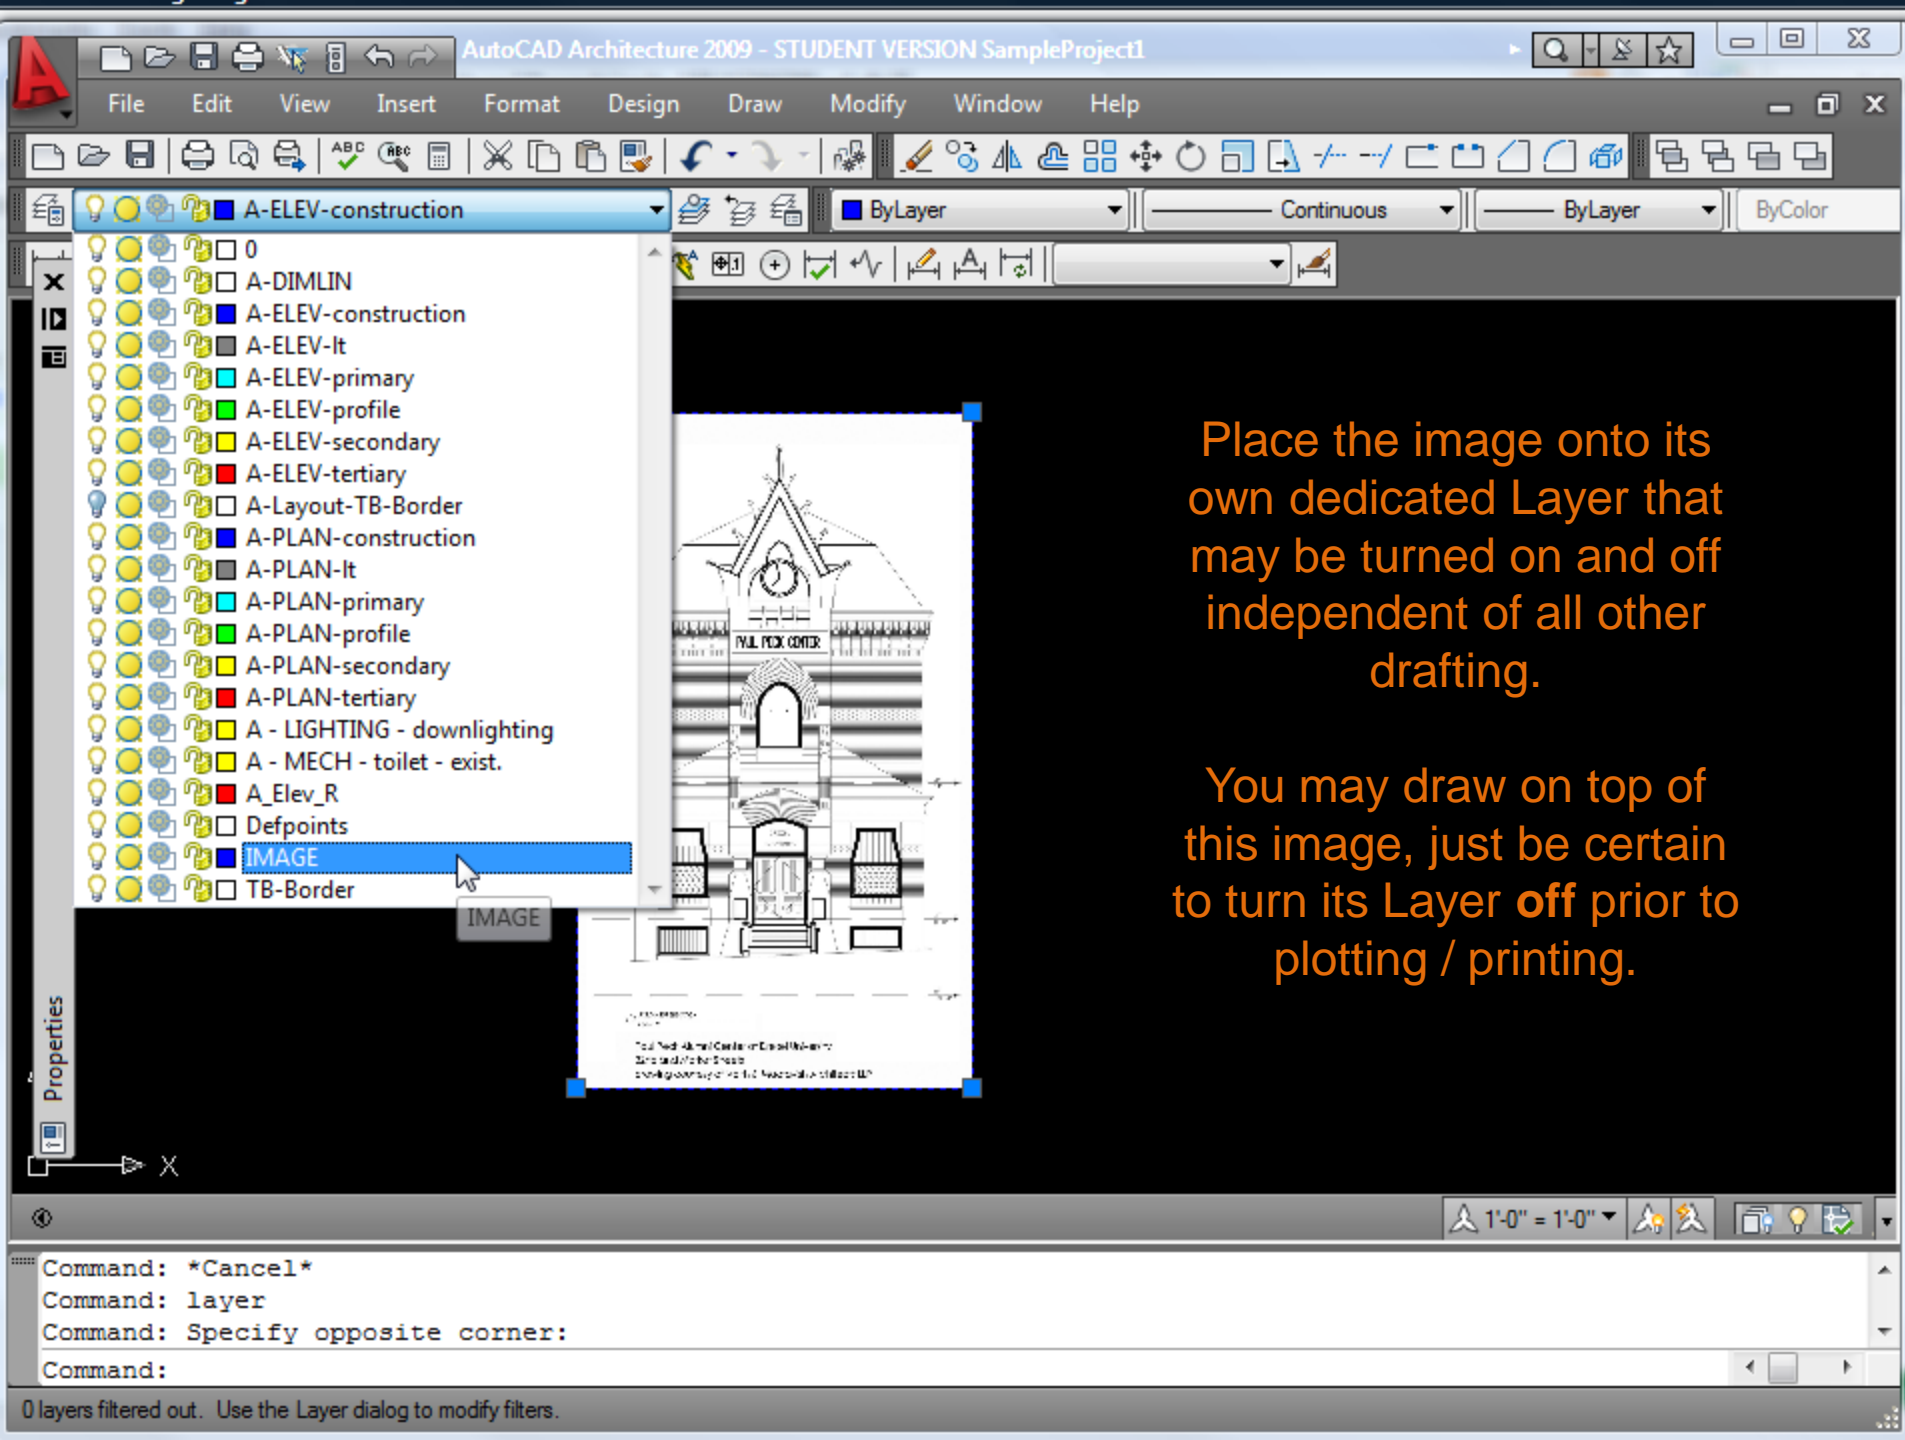 AutoCAD Architecture 2009 - STUDENT VERSION SampleProject1
File Edit View Insert Format Design Draw Modify Window Help
A-ELEV-construction
ByLayer
Continuous
ByLayer
ByColor
0
A-DIMLIN
A-ELEV-construction
A-ELEV-lt
A-ELEV-primary
A-ELEV-profile
A-ELEV-secondary
A-ELEV-tertiary
A-Layout-TB-Border
A-PLAN-construction
A-PLAN-lt
A-PLAN-primary
A-PLAN-profile
A-PLAN-secondary
A-PLAN-tertiary
A - LIGHTING - downlighting
A - MECH - toilet - exist.
A_Elev_R
Defpoints
IMAGE
TB-Border
IMAGE
PAUL PECK CENTER
Place the image onto its
own dedicated Layer that
may be turned on and off
independent of all other
drafting.
You may draw on top of
this image, just be certain
to turn its Layer off prior to
plotting / printing.
Properties
X
1'-0" = 1'-0"
Command: *Cancel*
Command: layer
Command: Specify opposite corner:
Command:
0 layers filtered out. Use the Layer dialog to modify filters.